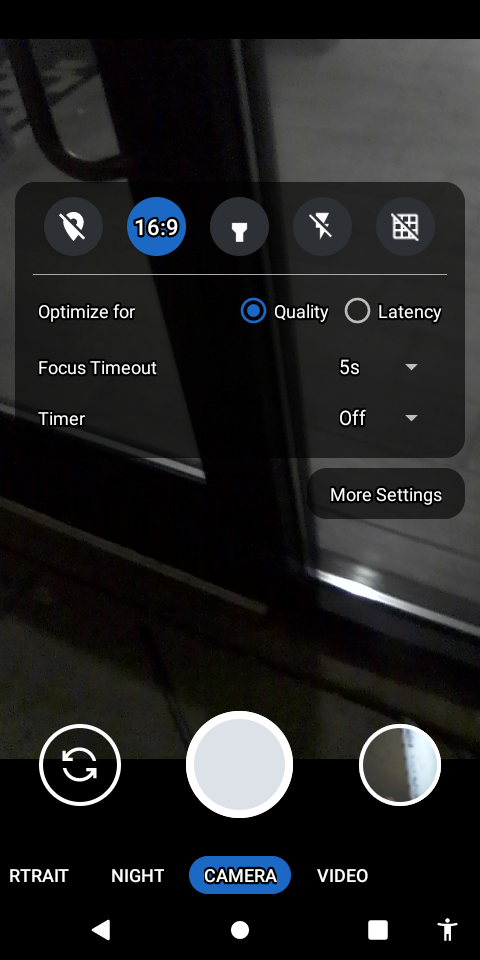 16:9
Optimize for Quality Latency
Focus Timeout 5s
Timer Off
More Settings
RTRAIT NIGHT CAMERA VIDEO